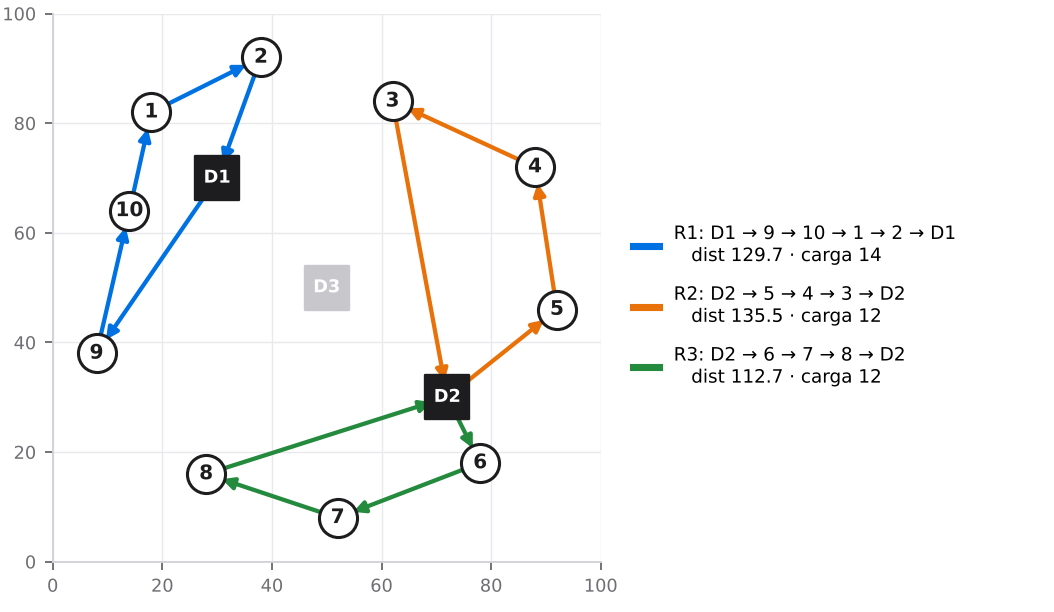 100
80
60
40
20
0
0
20
40
60
80
100
2
1
3
4
D1
10
D3
5
9
D2
6
8
7
R1: D1 → 9 → 10 → 1 → 2 → D1
dist 129.7 · carga 14
R2: D2 → 5 → 4 → 3 → D2
dist 135.5 · carga 12
R3: D2 → 6 → 7 → 8 → D2
dist 112.7 · carga 12